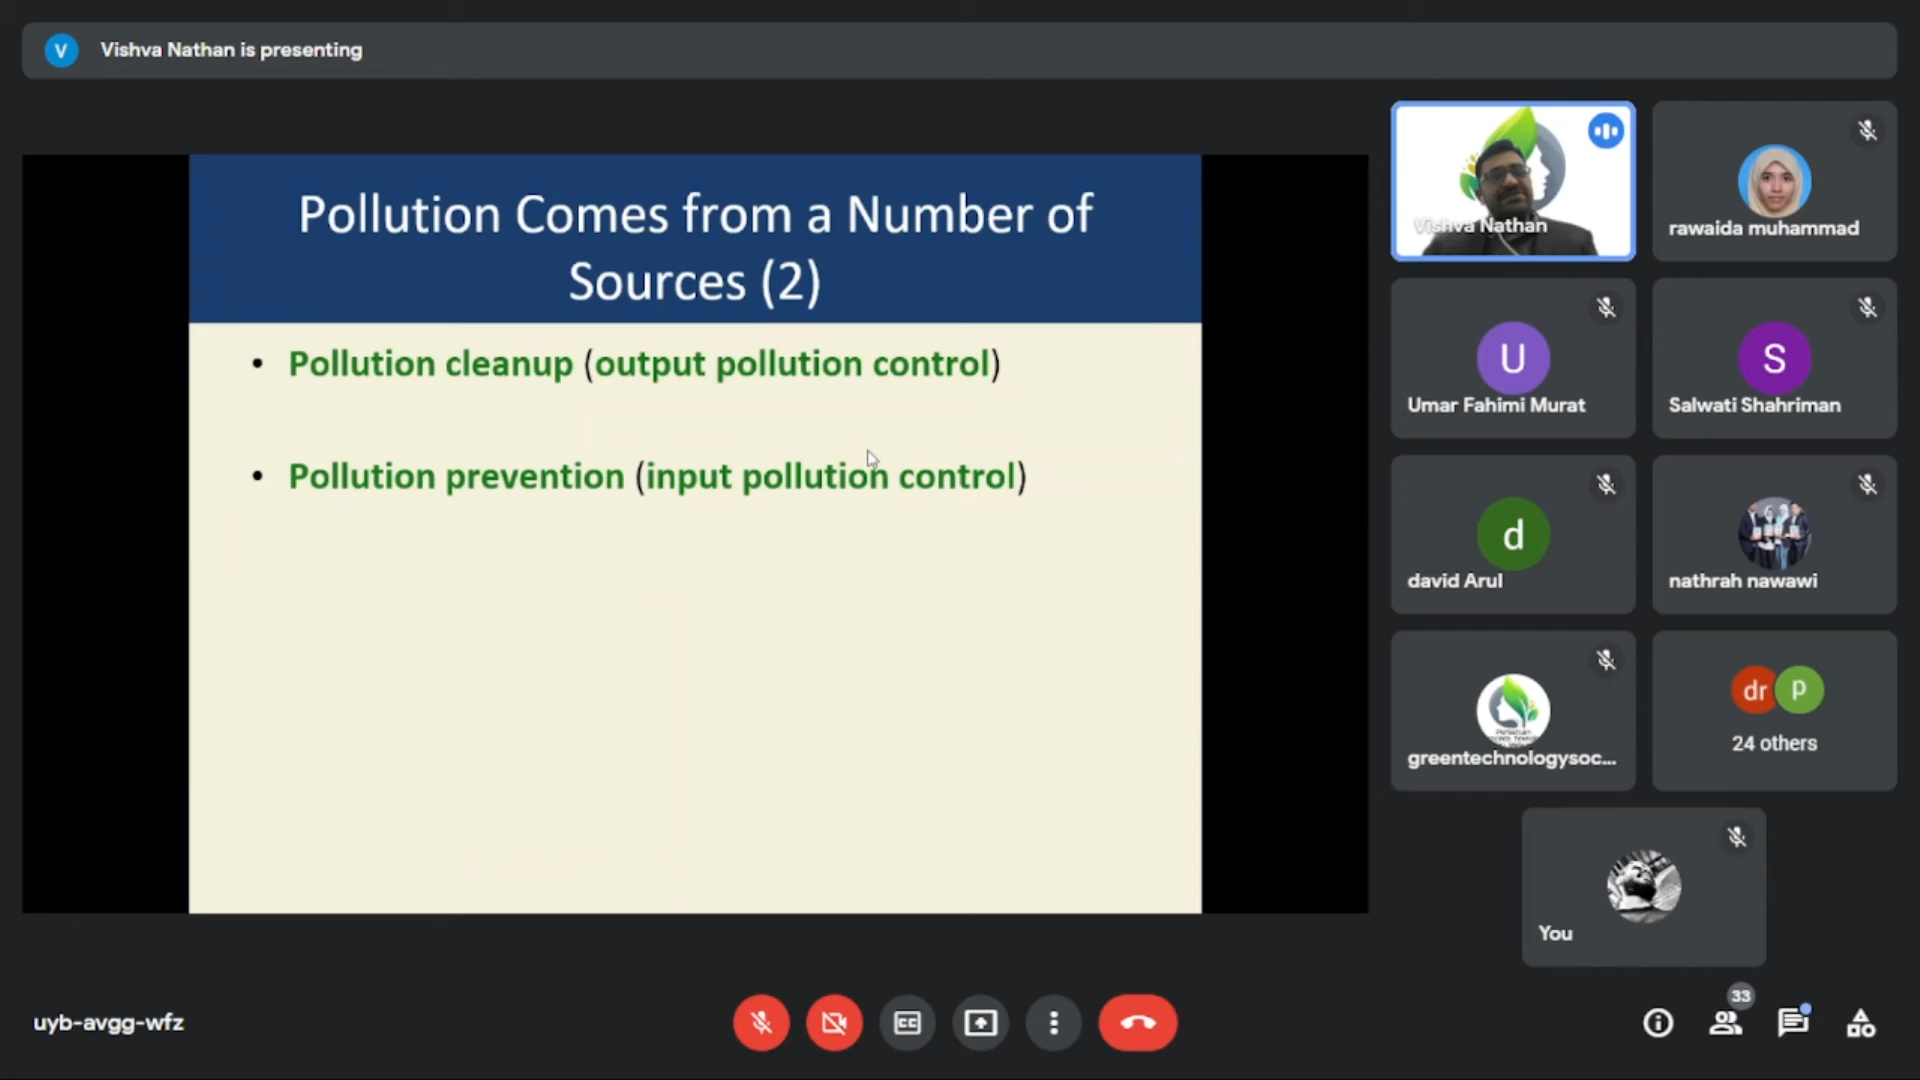 V
Vishva Nathan is presenting
Pollution Comes from a Number of
Sources (2)
• Pollution cleanup (output pollution control)
• Pollution prevention (input pollution control)
Vishva Nathan
rawaida muhammad
U
Umar Fahimi Murat
S
Salwati Shahriman
d
david Arul
nathrah nawawi
greentechnologysoc...
dr
p
24 others
You
uyb-avgg-wfz
CC
33